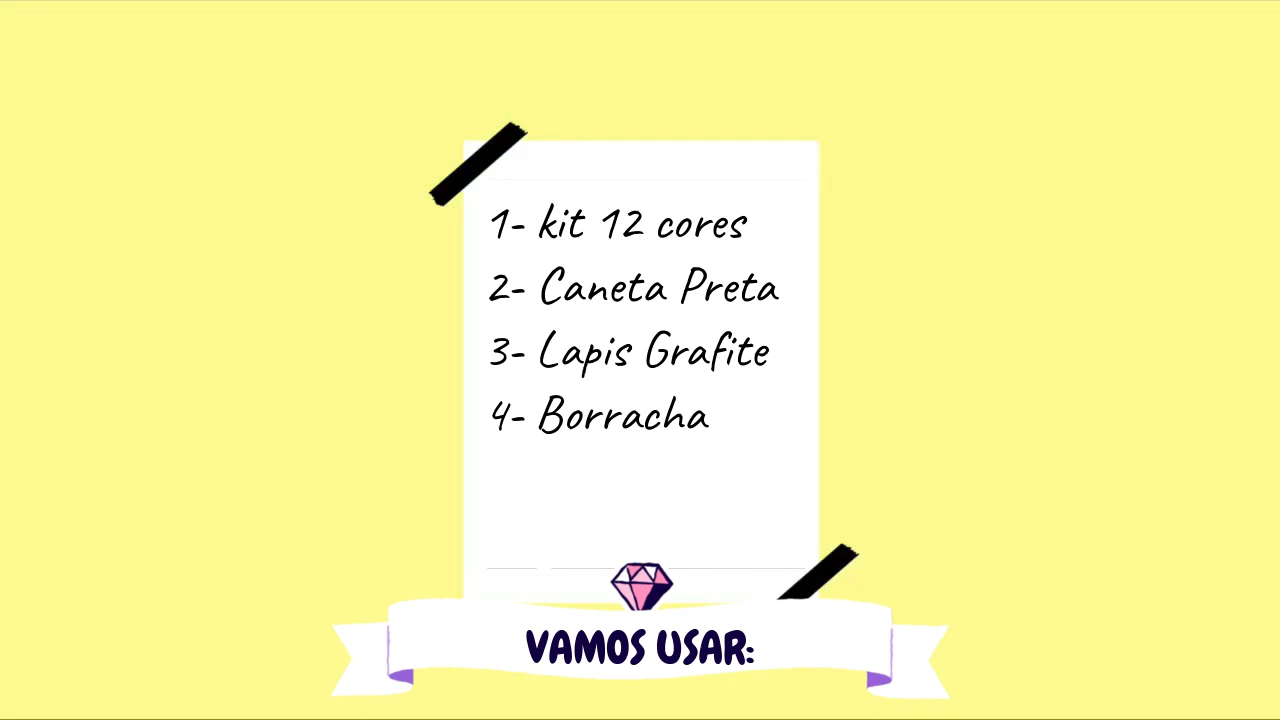 1- kit 12 cores
2- Caneta Preta
3- Lapis Grafite
4- Borracha
VAMOS USAR: